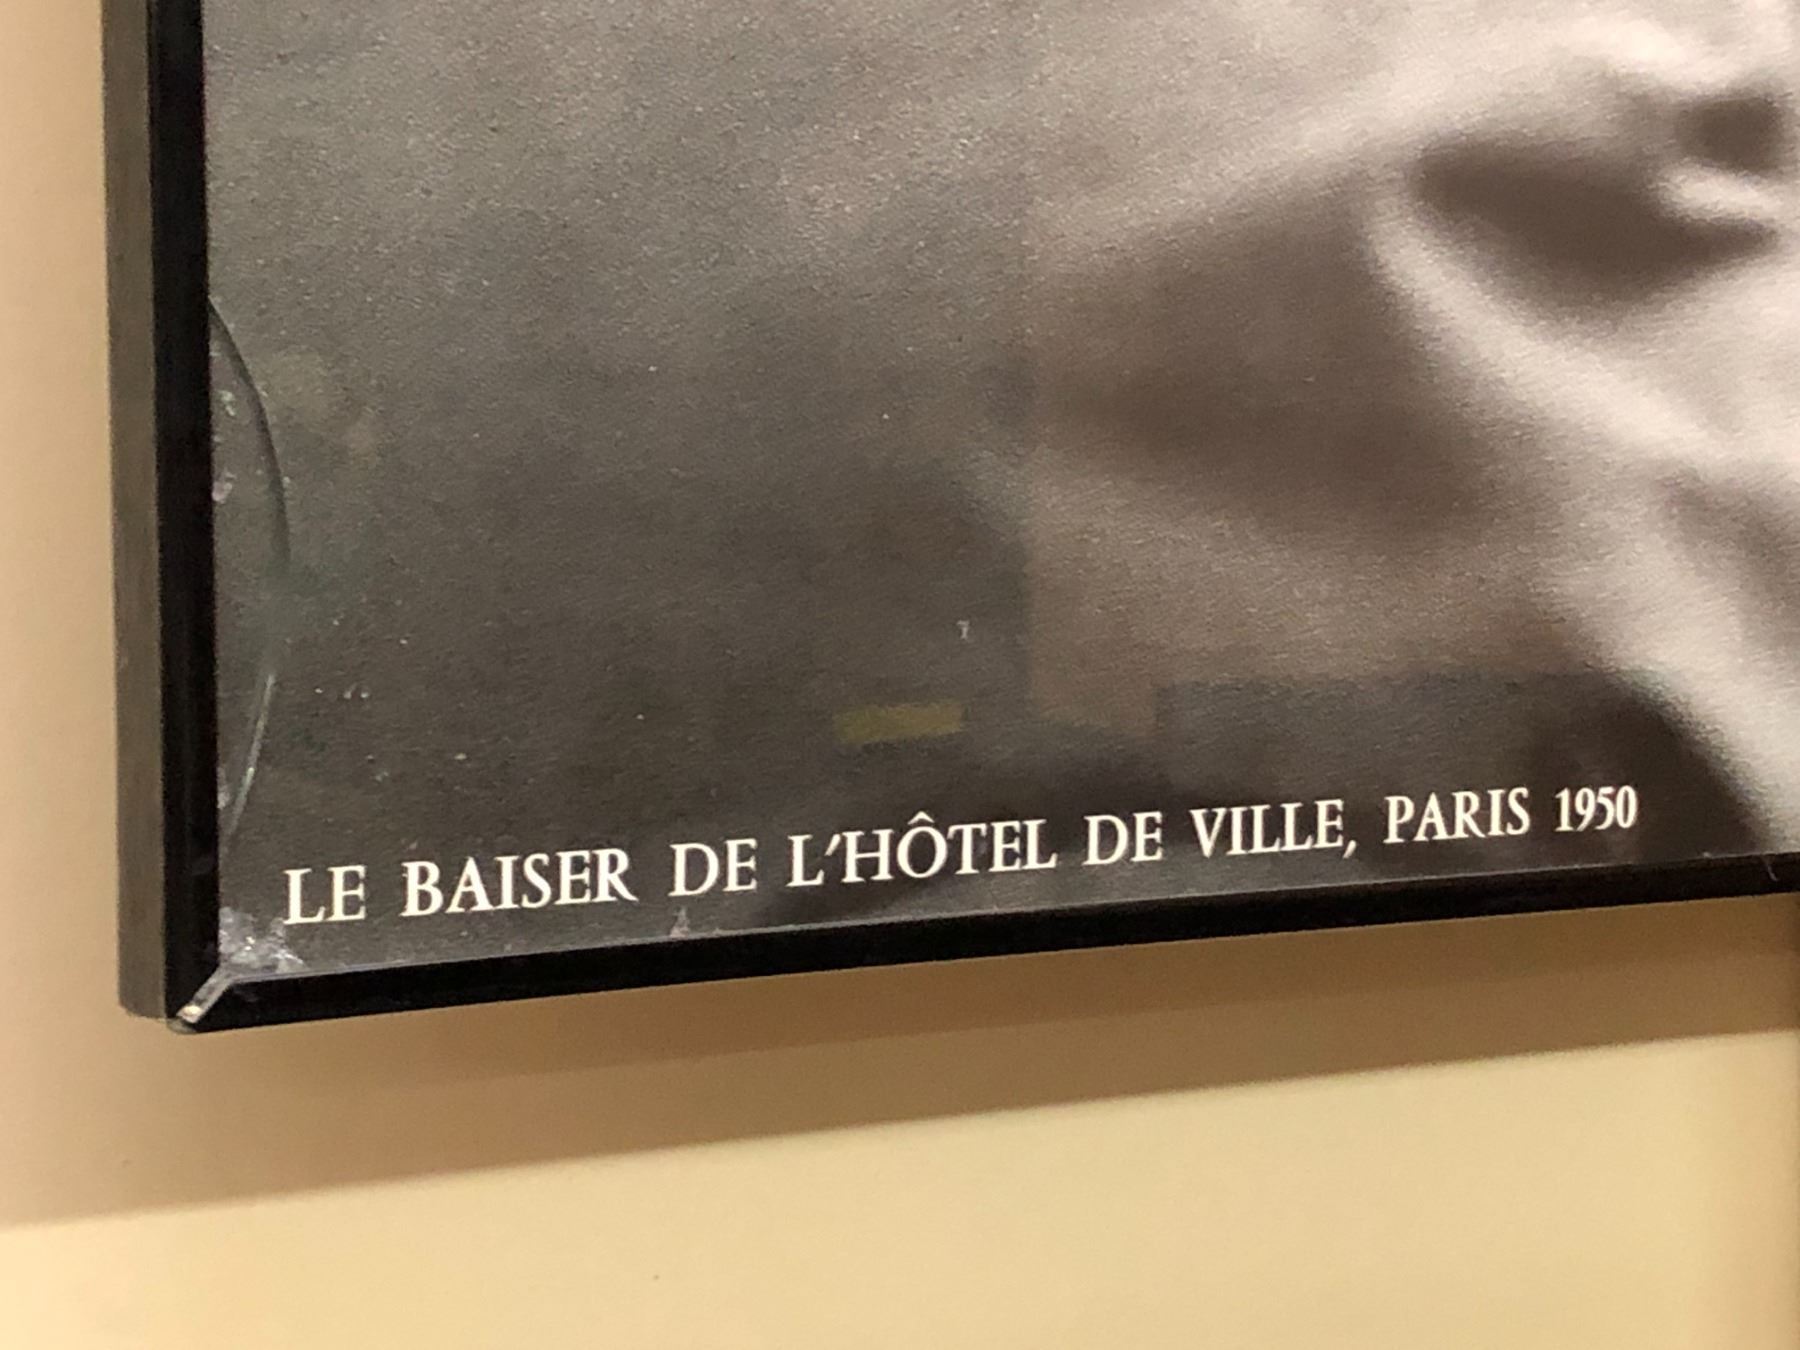 LE BAISER DE L'HÔTEL DE VILLE, PARIS 1950